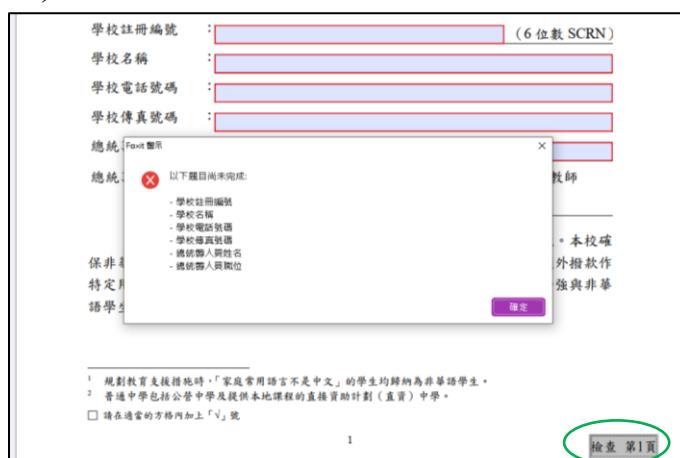 學校註冊編號 : (6 位數 SCRN)
學校名稱 :
學校電話號碼 :
學校傳真號碼 :
總統
總統
教師
Foxit 警示
以下題目尚未完成:
- 學校註冊編號
- 學校名稱
- 學校電話號碼
- 學校傳真號碼
- 總統籌人員姓名
- 總統籌人員職位
確定
。本校確
保非 外撥款作
特定 強與非華
語學
1 規劃教育支援措施時,「家庭常用語言不是中文」的學生均歸納為非華語學生。
2 普通中學包括公營中學及提供本地課程的直接資助計劃(直資)中學。
□ 請在適當的方格內加上「√」號
1
檢查 第1頁